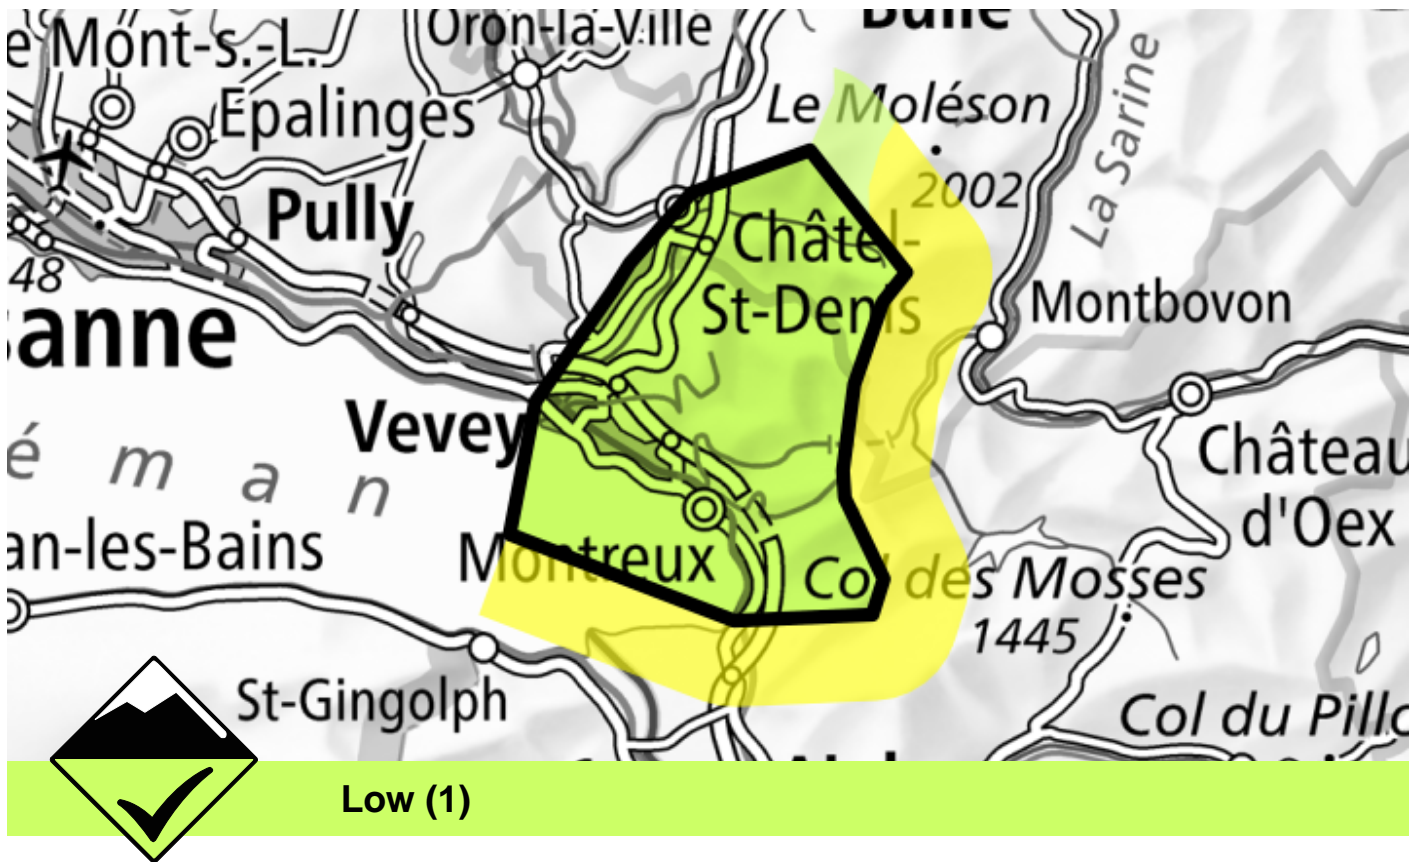 Oron-la-Ville
Bulle
e Mont-s.-L.
Epalinges
Le Moléson
2002
La Sarine
Pully
Châtel-
St-Denis
48
Montbovon
anne
Vevey
Château
d'Oex
é m a n
an-les-Bains
Montreux
Col des Mosses
1445
St-Gingolph
Col du Pillo
Low (1)